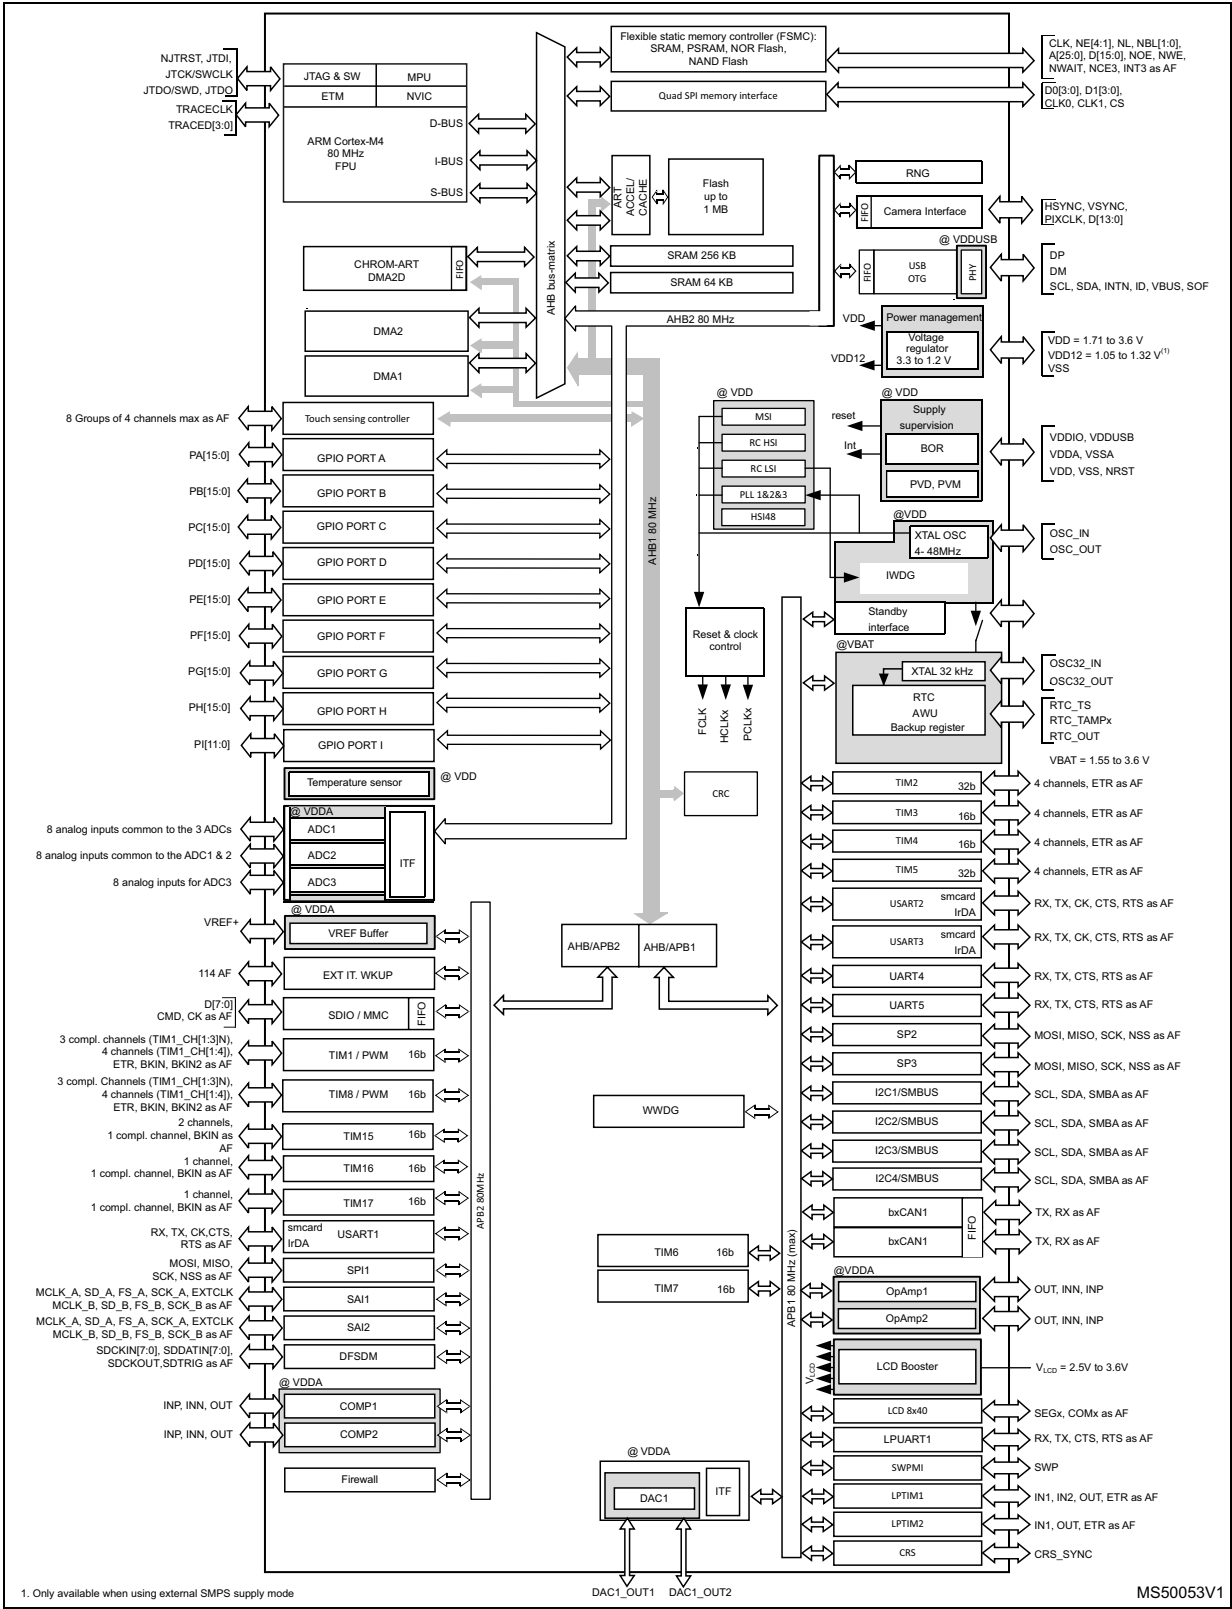 NJTRST, JTDI,
JTCK/SWCLK
JTDO/SWD, JTDO
TRACECLK
TRACED[3:0]
JTAG & SW
MPU
ETM
NVIC
ARM Cortex-M4
80 MHz
FPU
D-BUS
I-BUS
S-BUS
AHB bus-matrix
Flexible static memory controller (FSMC):
SRAM, PSRAM, NOR Flash,
NAND Flash
Quad SPI memory interface
CLK, NE[4:1], NL, NBL[1:0],
A[25:0], D[15:0], NOE, NWE,
NWAIT, NCE3, INT3 as AF
D0[3:0], D1[3:0],
CLK0, CLK1, CS
ART
ACCEL/
CACHE
Flash
up to
1 MB
RNG
FIFO
Camera Interface
HSYNC, VSYNC,
PIXCLK, D[13:0]
@ VDDUSB
FIFO
USB
OTG
PHY
DP
DM
SCL, SDA, INTN, ID, VBUS, SOF
CHROM-ART
DMA2D
FIFO
SRAM 256 KB
SRAM 64 KB
AHB2 80 MHz
DMA2
DMA1
VDD
VDD12
Power management
Voltage
regulator
3.3 to 1.2 V
VDD = 1.71 to 3.6 V
VDD12 = 1.05 to 1.32 V(1)
VSS
8 Groups of 4 channels max as AF
Touch sensing controller
PA[15:0]
GPIO PORT A
PB[15:0]
GPIO PORT B
PC[15:0]
GPIO PORT C
PD[15:0]
GPIO PORT D
PE[15:0]
GPIO PORT E
PF[15:0]
GPIO PORT F
PG[15:0]
GPIO PORT G
PH[15:0]
GPIO PORT H
PI[11:0]
GPIO PORT I
AHB1 80 MHz
@ VDD
MSI
RC HSI
RC LSI
PLL 1&2&3
HSI48
@ VDD
reset
Int
Supply
supervision
BOR
PVD, PVM
VDDIO, VDDUSB
VDDA, VSSA
VDD, VSS, NRST
@VDD
XTAL OSC
4- 48MHz
IWDG
OSC_IN
OSC_OUT
Standby
interface
Reset & clock
control
FCLK
HCLKx
PCLKx
@VBAT
XTAL 32 kHz
RTC
AWU
Backup register
OSC32_IN
OSC32_OUT
RTC_TS
RTC_TAMPx
RTC_OUT
VBAT = 1.55 to 3.6 V
Temperature sensor
@ VDD
CRC
@ VDDA
8 analog inputs common to the 3 ADCs
ADC1
8 analog inputs common to the ADC1 & 2
ADC2
8 analog inputs for ADC3
ADC3
ITF
@ VDDA
VREF+
VREF Buffer
AHB/APB2
AHB/APB1
114 AF
EXT IT. WKUP
D[7:0]
CMD, CK as AF
SDIO / MMC
FIFO
3 compl. channels (TIM1_CH[1:3]N),
4 channels (TIM1_CH[1:4]),
ETR, BKIN, BKIN2 as AF
TIM1 / PWM
16b
3 compl. Channels (TIM1_CH[1:3]N),
4 channels (TIM1_CH[1:4]),
ETR, BKIN, BKIN2 as AF
TIM8 / PWM
16b
2 channels,
1 compl. channel, BKIN as
AF
TIM15
16b
1 channel,
1 compl. channel, BKIN as AF
TIM16
16b
1 channel,
1 compl. channel, BKIN as AF
TIM17
16b
RX, TX, CK,CTS,
RTS as AF
smcard
IrDA
USART1
MOSI, MISO,
SCK, NSS as AF
SPI1
MCLK_A, SD_A, FS_A, SCK_A, EXTCLK
MCLK_B, SD_B, FS_B, SCK_B as AF
SAI1
MCLK_A, SD_A, FS_A, SCK_A, EXTCLK
MCLK_B, SD_B, FS_B, SCK_B as AF
SAI2
SDCKIN[7:0], SDDATIN[7:0],
SDCKOUT,SDTRIG as AF
DFSDM
@ VDDA
INP, INN, OUT
COMP1
INP, INN, OUT
COMP2
Firewall
APB2 80MHz
WWDG
TIM6
16b
TIM7
16b
@ VDDA
DAC1
ITF
DAC1_OUT1
DAC1_OUT2
APB1 80 MHz (max)
TIM2
32b
4 channels, ETR as AF
TIM3
16b
4 channels, ETR as AF
TIM4
16b
4 channels, ETR as AF
TIM5
32b
4 channels, ETR as AF
USART2
smcard
IrDA
RX, TX, CK, CTS, RTS as AF
USART3
smcard
IrDA
RX, TX, CK, CTS, RTS as AF
UART4
RX, TX, CTS, RTS as AF
UART5
RX, TX, CTS, RTS as AF
SP2
MOSI, MISO, SCK, NSS as AF
SP3
MOSI, MISO, SCK, NSS as AF
I2C1/SMBUS
SCL, SDA, SMBA as AF
I2C2/SMBUS
SCL, SDA, SMBA as AF
I2C3/SMBUS
SCL, SDA, SMBA as AF
I2C4/SMBUS
SCL, SDA, SMBA as AF
bxCAN1
TX, RX as AF
bxCAN1
FIFO
TX, RX as AF
@VDDA
OpAmp1
OUT, INN, INP
OpAmp2
OUT, INN, INP
VLCD
LCD Booster
VLCD = 2.5V to 3.6V
LCD 8x40
SEGx, COMx as AF
LPUART1
RX, TX, CTS, RTS as AF
SWPMI
SWP
LPTIM1
IN1, IN2, OUT, ETR as AF
LPTIM2
IN1, OUT, ETR as AF
CRS
CRS_SYNC
1. Only available when using external SMPS supply mode
MS50053V1